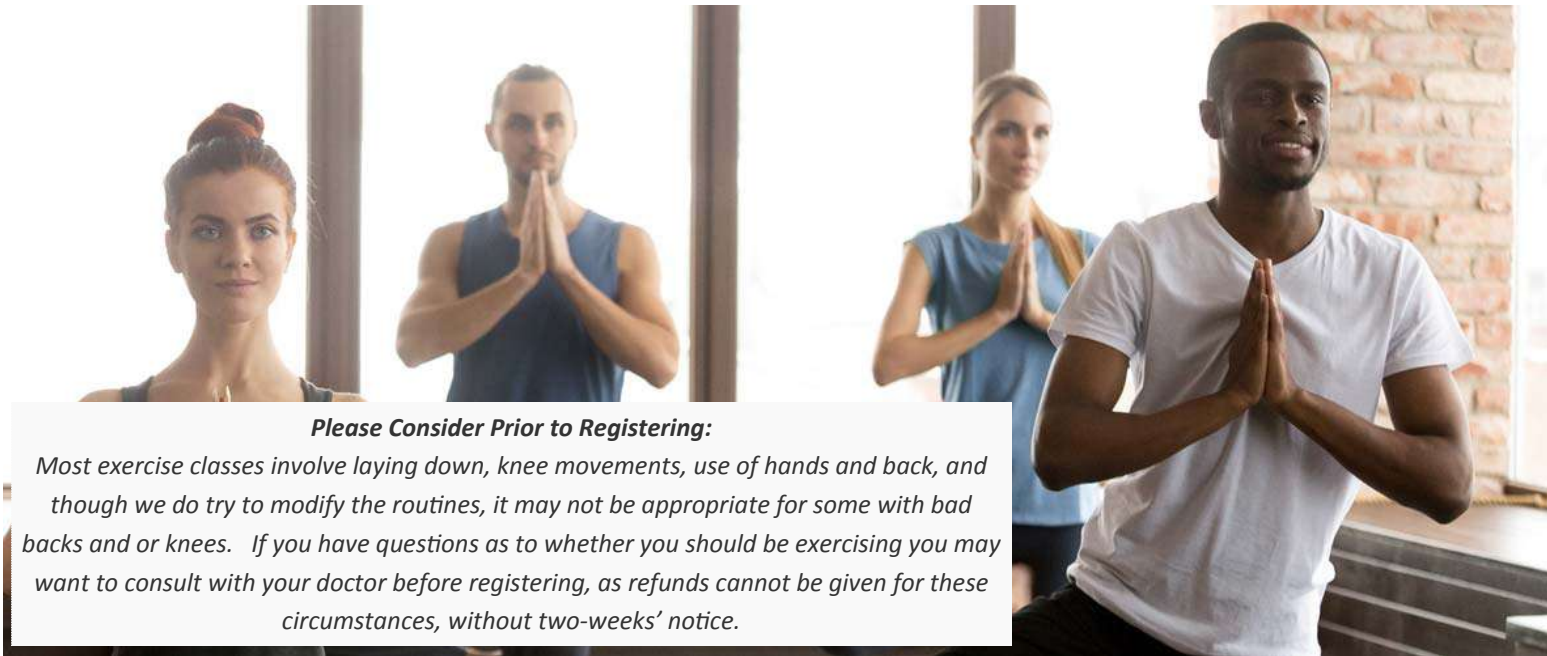 Please Consider Prior to Registering:
Most exercise classes involve laying down, knee movements, use of hands and back, and
though we do try to modify the routines, it may not be appropriate for some with bad
backs and or knees.   If you have questions as to whether you should be exercising you may
want to consult with your doctor before registering, as refunds cannot be given for these
circumstances, without two-weeks’ notice.